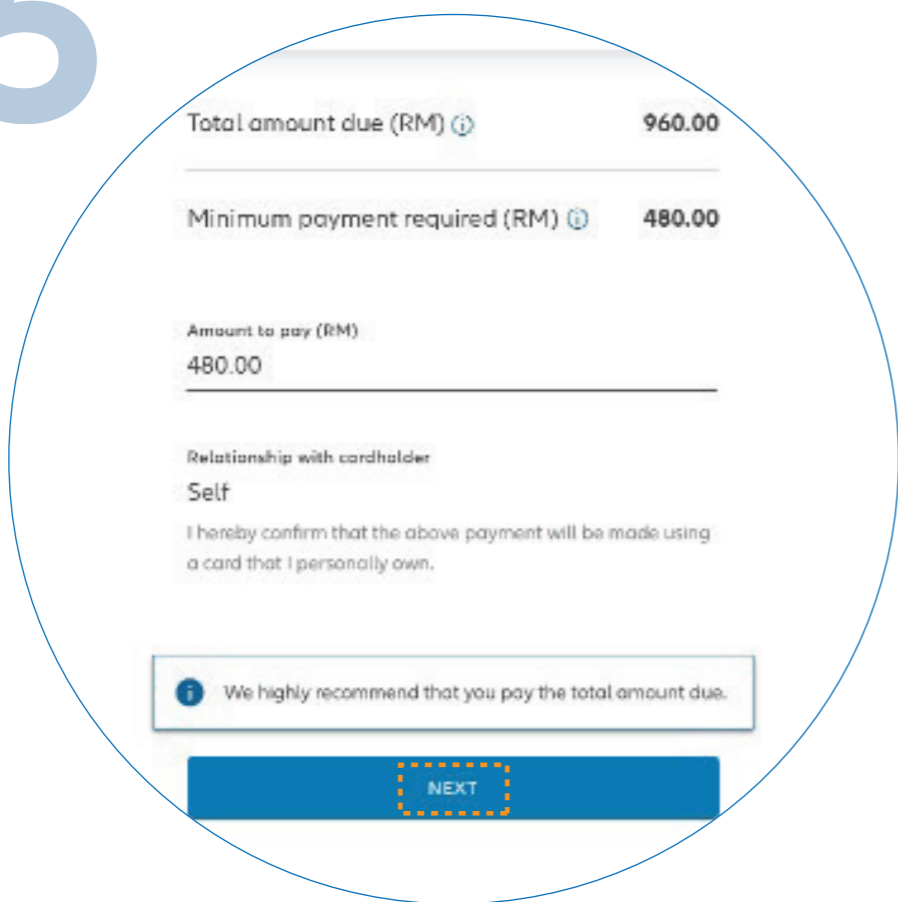 Total amount due (RM) 960.00
Minimum payment required (RM) 480.00
Amount to pay (RM)
480.00
Relationship with cardholder
Self
I hereby confirm that the above payment will be made using
a card that I personally own.
We highly recommend that you pay the total amount due.
NEXT